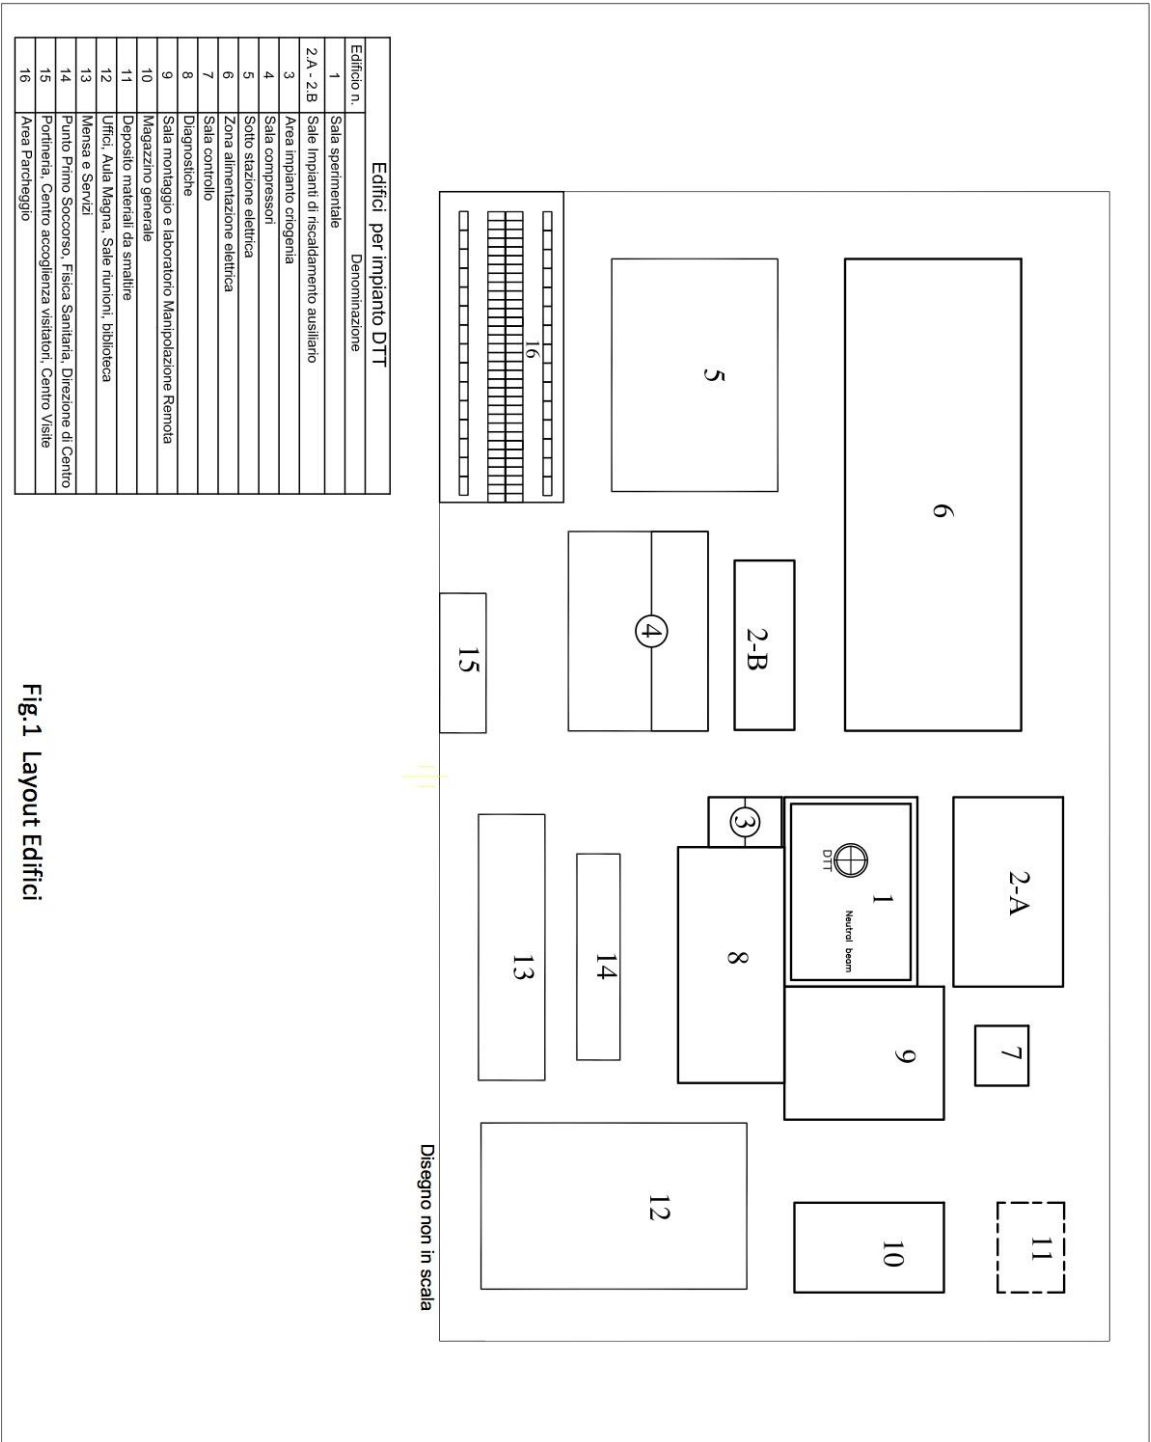 6
2-A
7
11
5
2-B
1
DTT
Neutral beam
9
10
16
4
3
8
12
15
14
13
Disegno non in scala
Edifici per impianto DTT
Edificio n. Denominazione
1 Sala sperimentale
2.A - 2.B Sale Impianti di riscaldamento ausiliario
3 Area impianto criogenia
4 Sala compressori
5 Sotto stazione elettrica
6 Zona alimentazione elettrica
7 Sala controllo
8 Diagnostiche
9 Sala montaggio e laboratorio Manipolazione Remota
10 Magazzino generale
11 Deposito materiali da smaltire
12 Uffici, Aula Magna, Sale riunioni, biblioteca
13 Mensa e Servizi
14 Punto Primo Soccorso, Fisica Sanitaria, Direzione di Centro
15 Portineria, Centro accoglienza visitatori, Centro Visite
16 Area Parcheggio
Fig.1 Layout Edifici